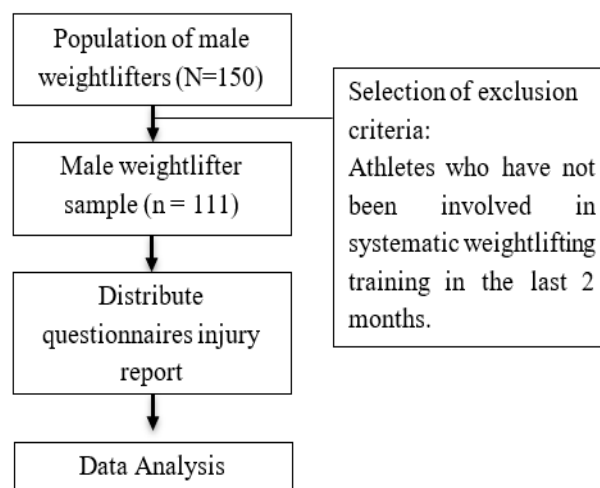 Population of male
weightlifters (N=150)
Selection of exclusion
criteria:
Athletes who have not
been involved in
systematic weightlifting
training in the last 2
months.
Male weightlifter
sample (n = 111)
Distribute
questionnaires injury
report
Data Analysis